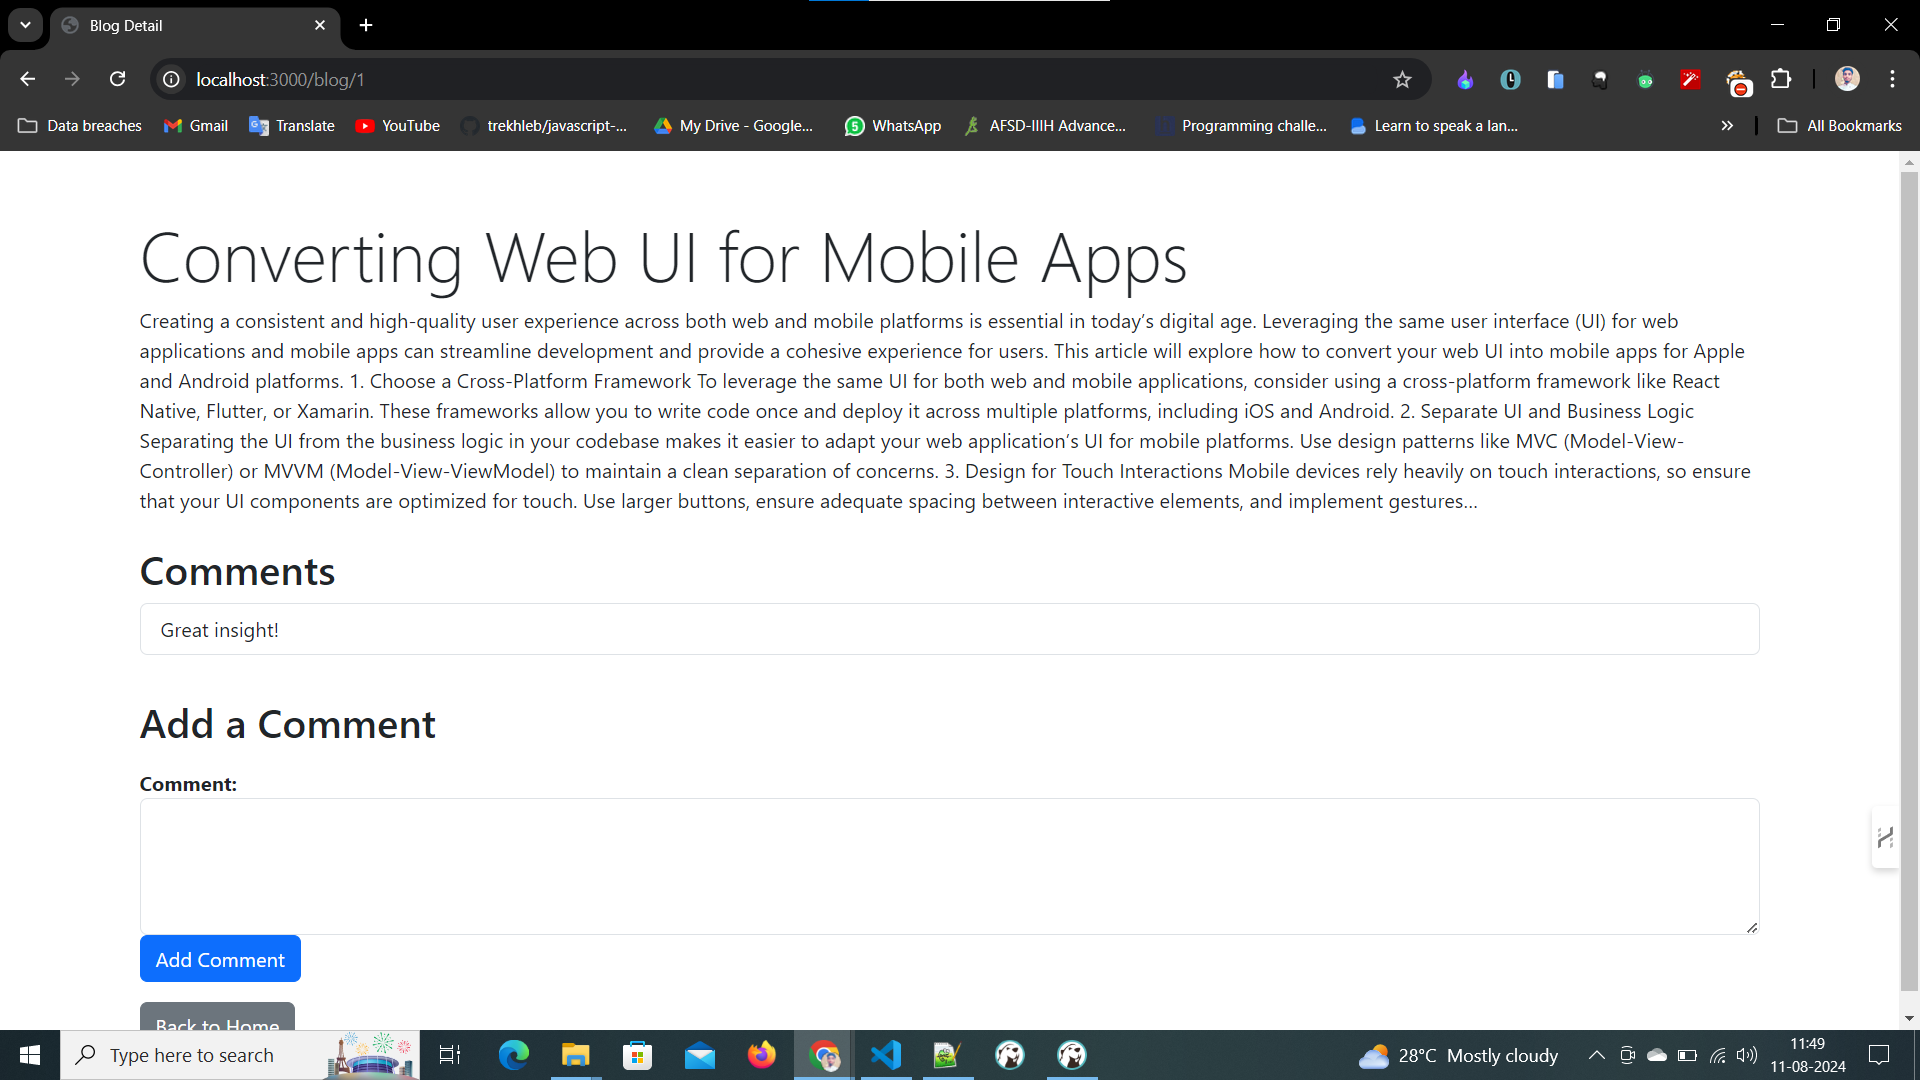 Blog Detail
localhost:3000/blog/1
Data breaches
Gmail
Translate
YouTube
trekhleb/javascript-...
My Drive - Google...
WhatsApp
AFSD-IIIH Advance...
Programming challe...
Learn to speak a lan...
All Bookmarks
Converting Web UI for Mobile Apps
Creating a consistent and high-quality user experience across both web and mobile platforms is essential in today’s digital age. Leveraging the same user interface (UI) for web
applications and mobile apps can streamline development and provide a cohesive experience for users. This article will explore how to convert your web UI into mobile apps for Apple
and Android platforms. 1. Choose a Cross-Platform Framework To leverage the same UI for both web and mobile applications, consider using a cross-platform framework like React
Native, Flutter, or Xamarin. These frameworks allow you to write code once and deploy it across multiple platforms, including iOS and Android. 2. Separate UI and Business Logic
Separating the UI from the business logic in your codebase makes it easier to adapt your web application’s UI for mobile platforms. Use design patterns like MVC (Model-View-
Controller) or MVVM (Model-View-ViewModel) to maintain a clean separation of concerns. 3. Design for Touch Interactions Mobile devices rely heavily on touch interactions, so ensure
that your UI components are optimized for touch. Use larger buttons, ensure adequate spacing between interactive elements, and implement gestures...
Comments
Great insight!
Add a Comment
Comment:
Add Comment
Back to Home
Type here to search
28°C Mostly cloudy
11:49
11-08-2024